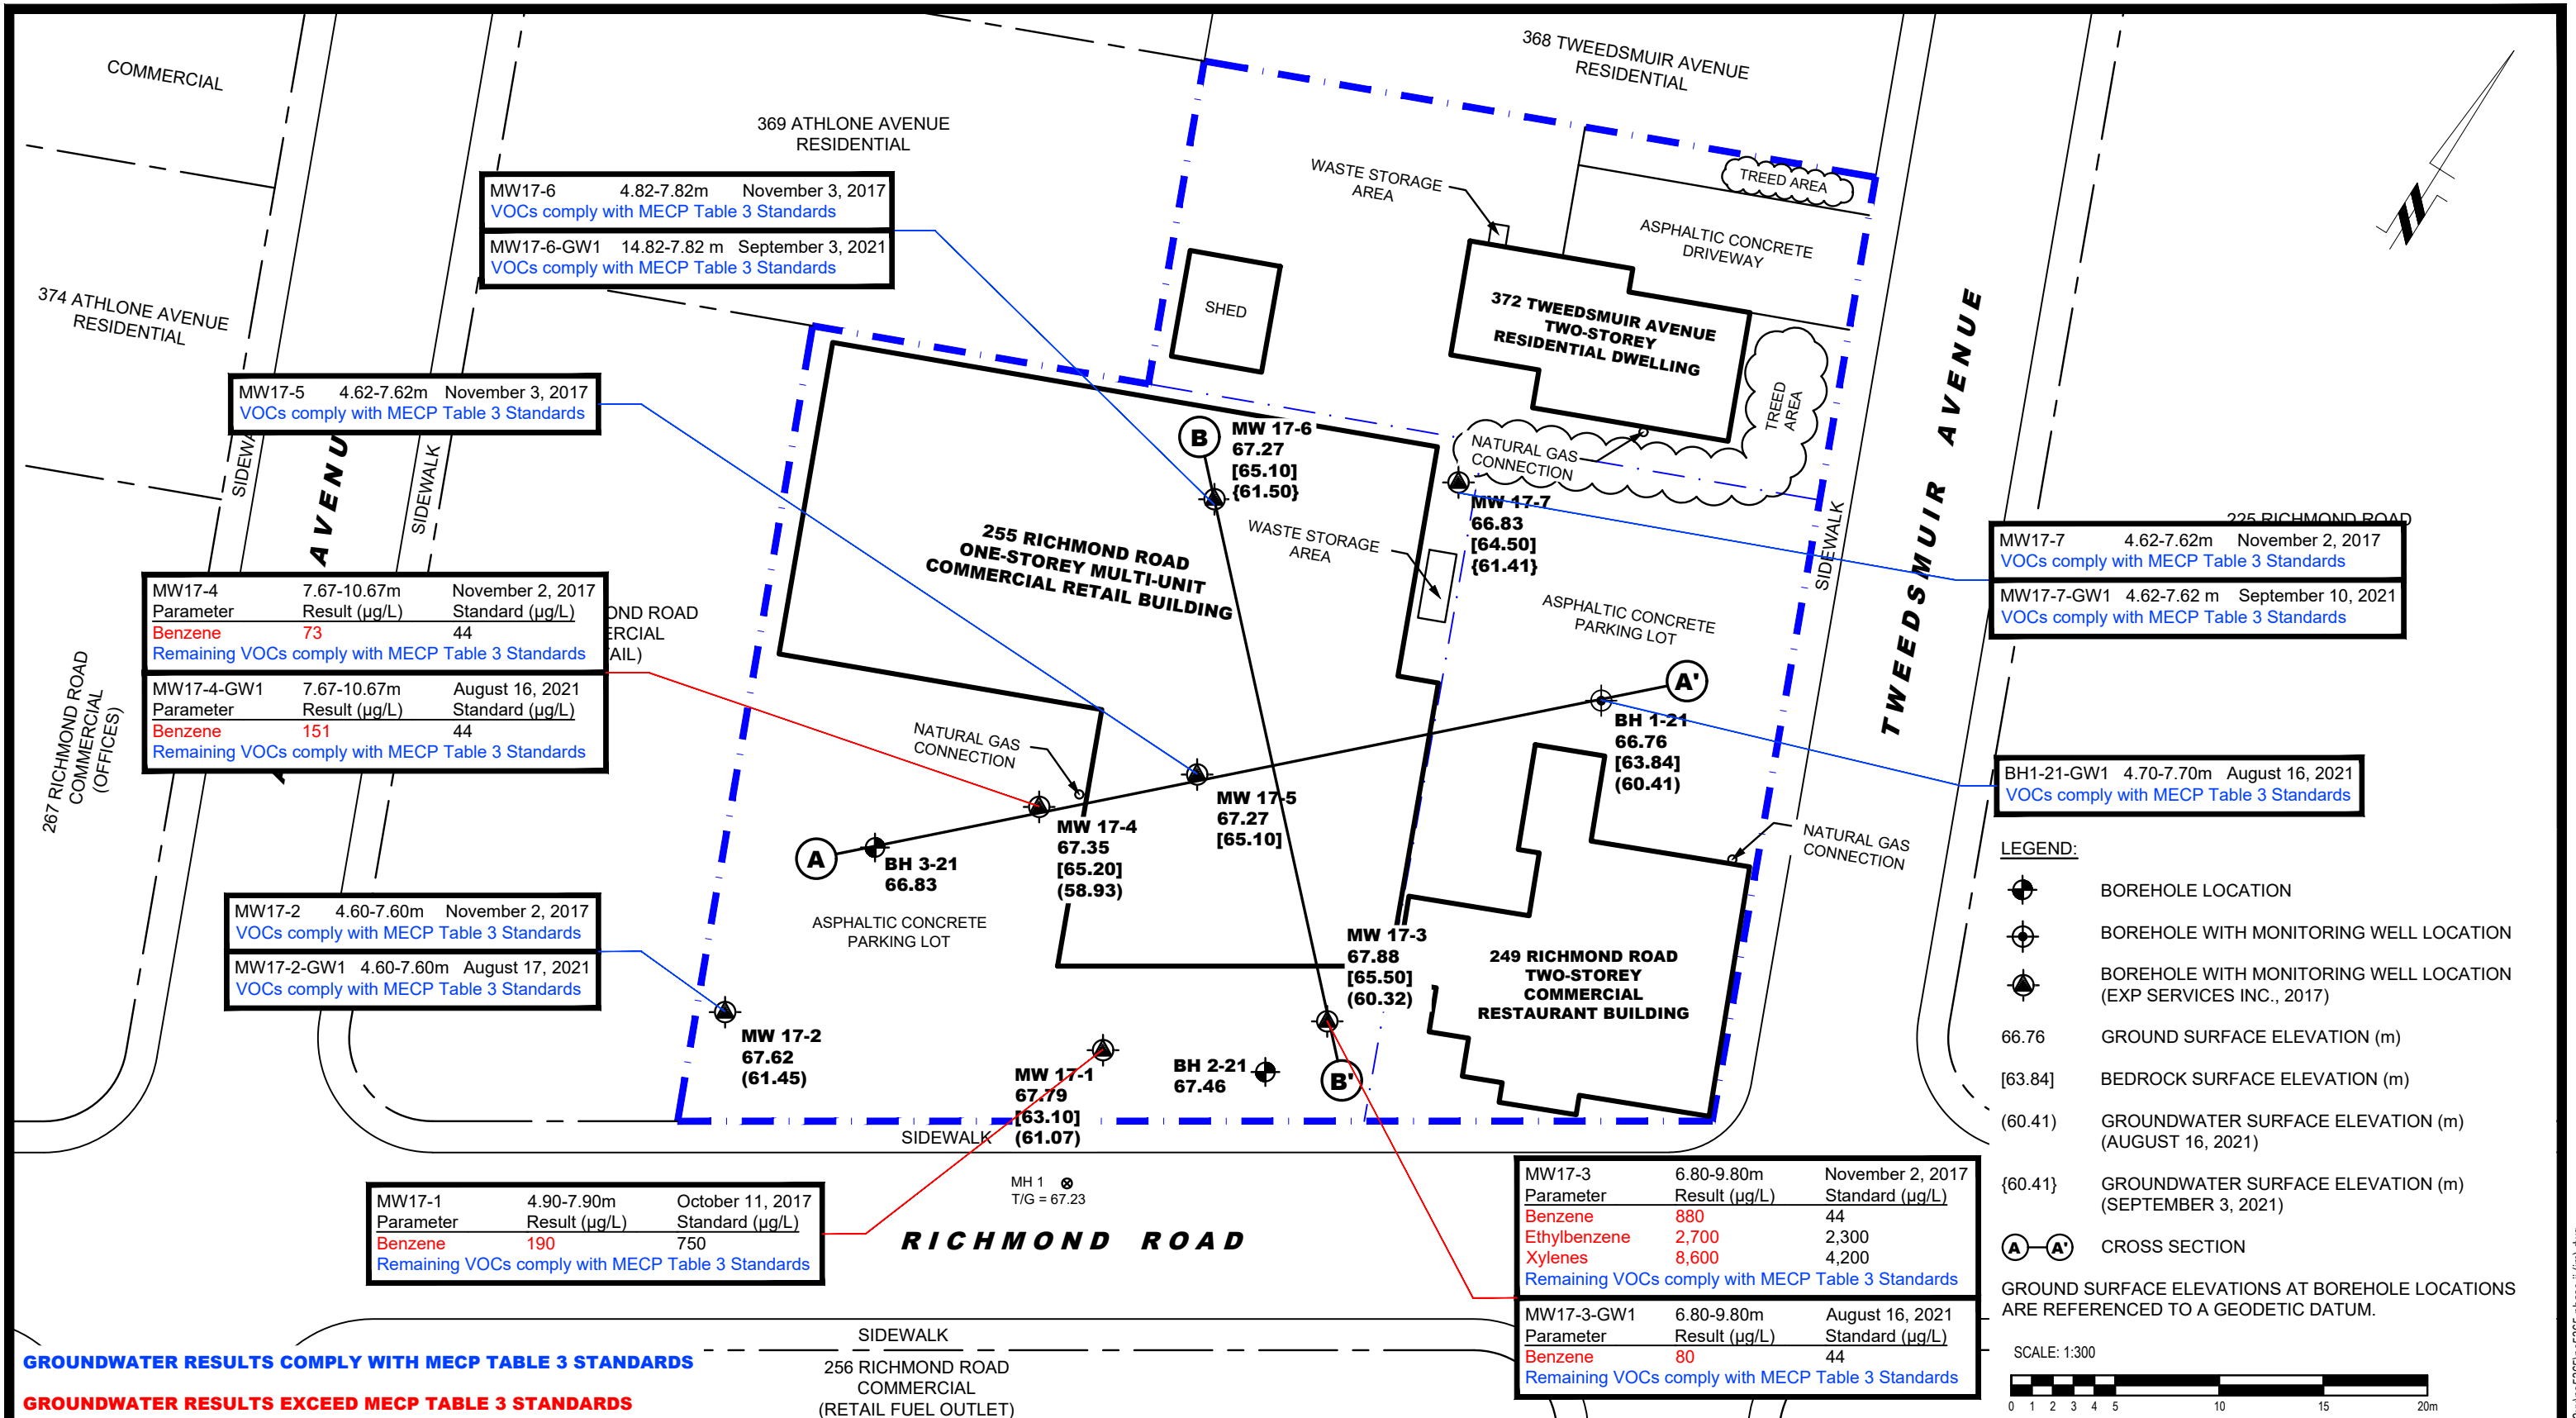 COMMERCIAL
368 TWEEDSMUIR AVENUE
RESIDENTIAL
369 ATHLONE AVENUE
RESIDENTIAL
WASTE STORAGE
AREA
TREED AREA
MW17-6 4.82-7.82m November 3, 2017
VOCs comply with MECP Table 3 Standards
MW17-6-GW1 14.82-7.82 m September 3, 2021
VOCs comply with MECP Table 3 Standards
ASPHALTIC CONCRETE
DRIVEWAY
374 ATHLONE AVENUE
RESIDENTIAL
SHED
372 TWEEDSMUIR AVENUE
TWO-STOREY
RESIDENTIAL DWELLING
TREED
AREA
TWEEDSMUIR AVENUE
MW17-5 4.62-7.62m November 3, 2017
VOCs comply with MECP Table 3 Standards
SIDEWA
AVENU
SIDEWALK
B
MW 17-6
67.27
[65.10]
{61.50}
NATURAL GAS
CONNECTION
MW 17-7
66.83
[64.50]
{61.41}
WASTE STORAGE
AREA
SIDEWALK
225 RICHMOND ROAD
MW17-7 4.62-7.62m November 2, 2017
VOCs comply with MECP Table 3 Standards
MW17-7-GW1 4.62-7.62 m September 10, 2021
VOCs comply with MECP Table 3 Standards
255 RICHMOND ROAD
ONE-STOREY MULTI-UNIT
COMMERCIAL RETAIL BUILDING
MW17-4 7.67-10.67m November 2, 2017
Parameter Result (µg/L) Standard (µg/L)
Benzene 73 44
Remaining VOCs comply with MECP Table 3 Standards
MW17-4-GW1 7.67-10.67m August 16, 2021
Parameter Result (µg/L) Standard (µg/L)
Benzene 151 44
Remaining VOCs comply with MECP Table 3 Standards
OND ROAD
ERCIAL
AIL)
ASPHALTIC CONCRETE
PARKING LOT
267 RICHMOND ROAD
COMMERCIAL
(OFFICES)
A'
BH 1-21
66.76
[63.84]
(60.41)
NATURAL GAS
CONNECTION
BH1-21-GW1 4.70-7.70m August 16, 2021
VOCs comply with MECP Table 3 Standards
MW 17-5
67.27
[65.10]
MW 17-4
67.35
[65.20]
(58.93)
A
BH 3-21
66.83
NATURAL GAS
CONNECTION
ASPHALTIC CONCRETE
PARKING LOT
MW17-2 4.60-7.60m November 2, 2017
VOCs comply with MECP Table 3 Standards
MW17-2-GW1 4.60-7.60m August 17, 2021
VOCs comply with MECP Table 3 Standards
MW 17-3
67.88
[65.50]
(60.32)
249 RICHMOND ROAD
TWO-STOREY
COMMERCIAL
RESTAURANT BUILDING
MW 17-2
67.62
(61.45)
MW 17-1
67.79
[63.10]
(61.07)
BH 2-21
67.46
B'
SIDEWALK
MH 1
T/G = 67.23
RICHMOND ROAD
MW17-1 4.90-7.90m October 11, 2017
Parameter Result (µg/L) Standard (µg/L)
Benzene 190 750
Remaining VOCs comply with MECP Table 3 Standards
MW17-3 6.80-9.80m November 2, 2017
Parameter Result (µg/L) Standard (µg/L)
Benzene 880 44
Ethylbenzene 2,700 2,300
Xylenes 8,600 4,200
Remaining VOCs comply with MECP Table 3 Standards
MW17-3-GW1 6.80-9.80m August 16, 2021
Parameter Result (µg/L) Standard (µg/L)
Benzene 80 44
Remaining VOCs comply with MECP Table 3 Standards
SIDEWALK
256 RICHMOND ROAD
COMMERCIAL
(RETAIL FUEL OUTLET)
GROUNDWATER RESULTS COMPLY WITH MECP TABLE 3 STANDARDS
GROUNDWATER RESULTS EXCEED MECP TABLE 3 STANDARDS
LEGEND:
BOREHOLE LOCATION
BOREHOLE WITH MONITORING WELL LOCATION
BOREHOLE WITH MONITORING WELL LOCATION
(EXP SERVICES INC., 2017)
66.76 GROUND SURFACE ELEVATION (m)
[63.84] BEDROCK SURFACE ELEVATION (m)
(60.41) GROUNDWATER SURFACE ELEVATION (m)
(AUGUST 16, 2021)
{60.41} GROUNDWATER SURFACE ELEVATION (m)
(SEPTEMBER 3, 2021)
A A' CROSS SECTION
GROUND SURFACE ELEVATIONS AT BOREHOLE LOCATIONS
ARE REFERENCED TO A GEODETIC DATUM.
SCALE: 1:300
0 1 2 3 4 5 10 15 20m